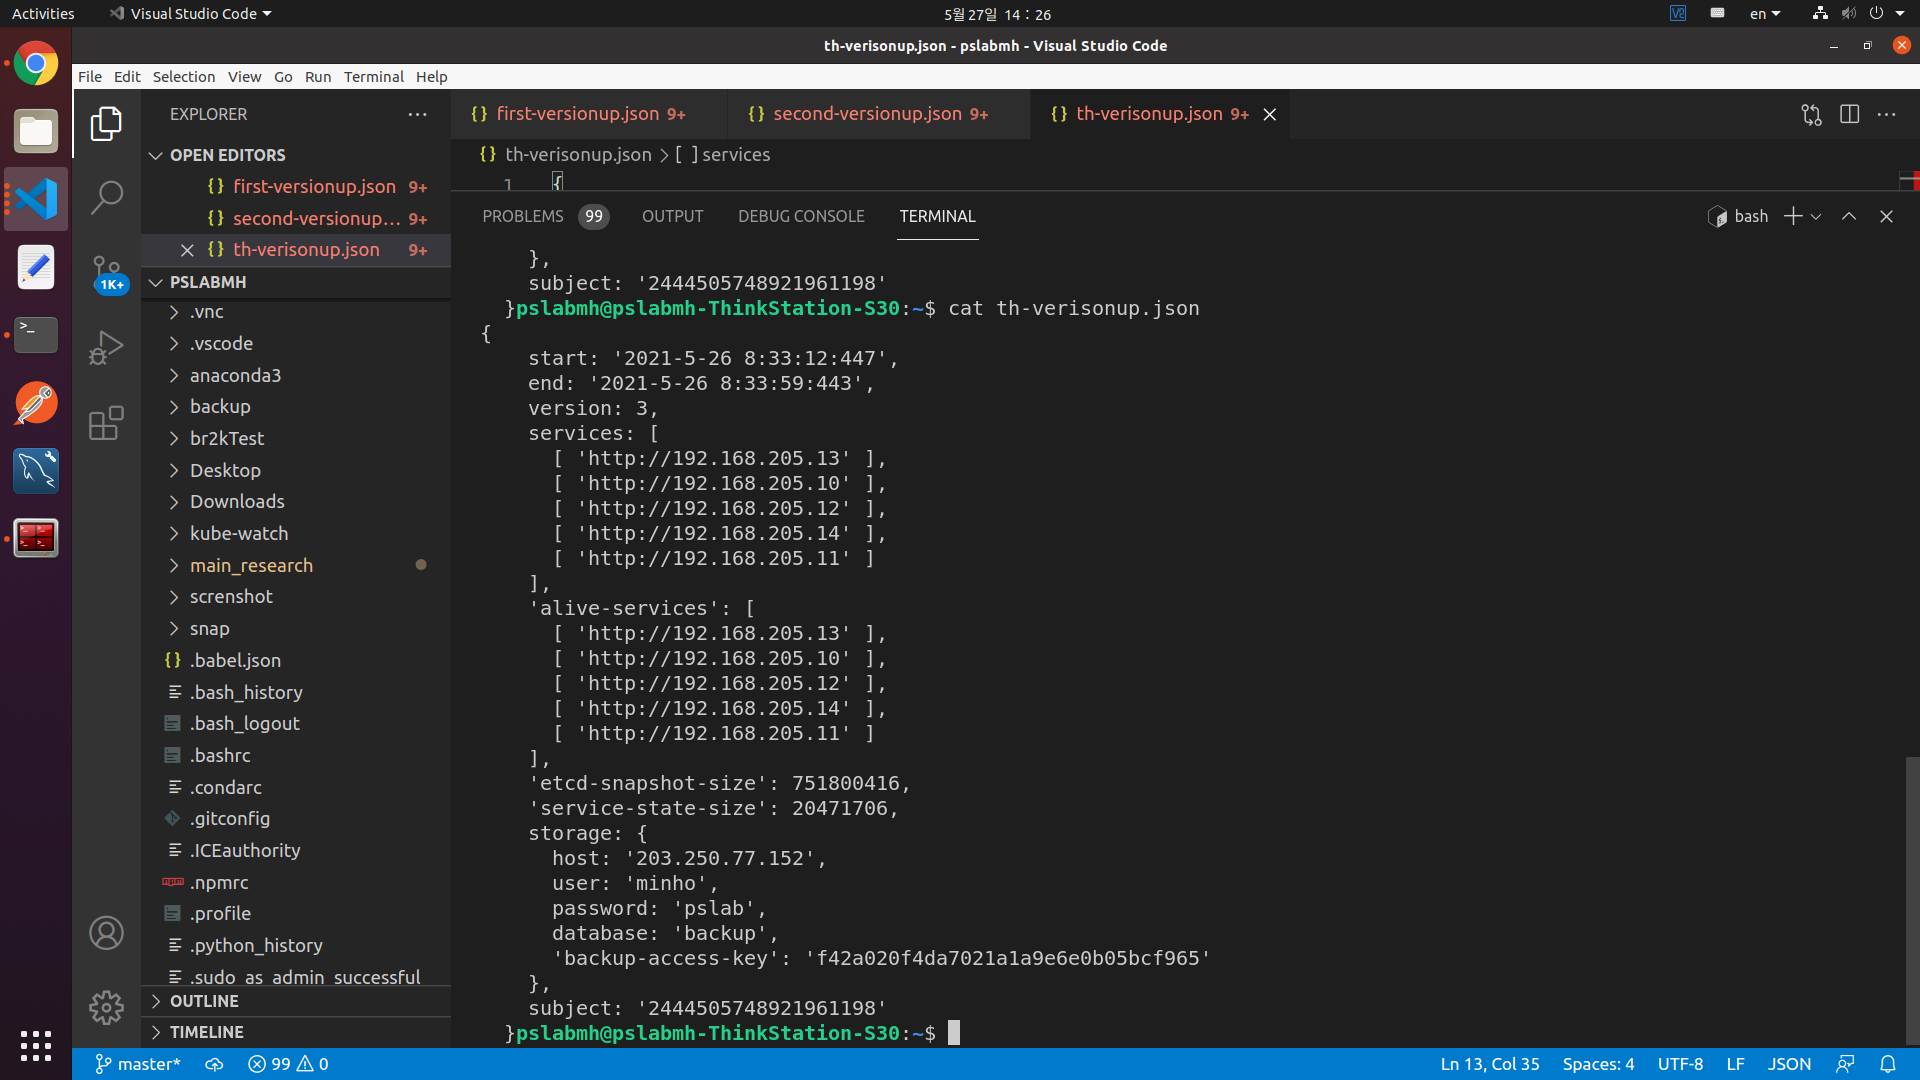 Activities
Visual Studio Code
5월 27일 14 : 26
en
th-verisonup.json - pslabmh - Visual Studio Code
File Edit Selection View Go Run Terminal Help
EXPLORER
OPEN EDITORS
first-versionup.json 9+
second-versionup... 9+
th-verisonup.json 9+
1K+
PSLABMH
.vnc
.vscode
anaconda3
backup
br2kTest
Desktop
Downloads
kube-watch
main_research
screnshot
snap
.babel.json
.bash_history
.bash_logout
.bashrc
.condarc
.gitconfig
.ICEauthority
.npmrc
.profile
.python_history
.sudo_as_admin_successful
OUTLINE
TIMELINE
{} first-versionup.json 9+
{} second-versionup.json 9+
{} th-verisonup.json 9+
{} th-verisonup.json > [ ] services
1 {
PROBLEMS 99 OUTPUT DEBUG CONSOLE TERMINAL
bash
},
subject: '2444505748921961198'
}pslabmh@pslabmh-ThinkStation-S30:~$ cat th-verisonup.json
{
start: '2021-5-26 8:33:12:447',
end: '2021-5-26 8:33:59:443',
version: 3,
services: [
[ 'http://192.168.205.13' ],
[ 'http://192.168.205.10' ],
[ 'http://192.168.205.12' ],
[ 'http://192.168.205.14' ],
[ 'http://192.168.205.11' ]
],
'alive-services': [
[ 'http://192.168.205.13' ],
[ 'http://192.168.205.10' ],
[ 'http://192.168.205.12' ],
[ 'http://192.168.205.14' ],
[ 'http://192.168.205.11' ]
],
'etcd-snapshot-size': 751800416,
'service-state-size': 20471706,
storage: {
host: '203.250.77.152',
user: 'minho',
password: 'pslab',
database: 'backup',
'backup-access-key': 'f42a020f4da7021a1a9e6e0b05bcf965'
},
subject: '2444505748921961198'
}pslabmh@pslabmh-ThinkStation-S30:~$
master* 99 0
Ln 13, Col 35 Spaces: 4 UTF-8 LF JSON